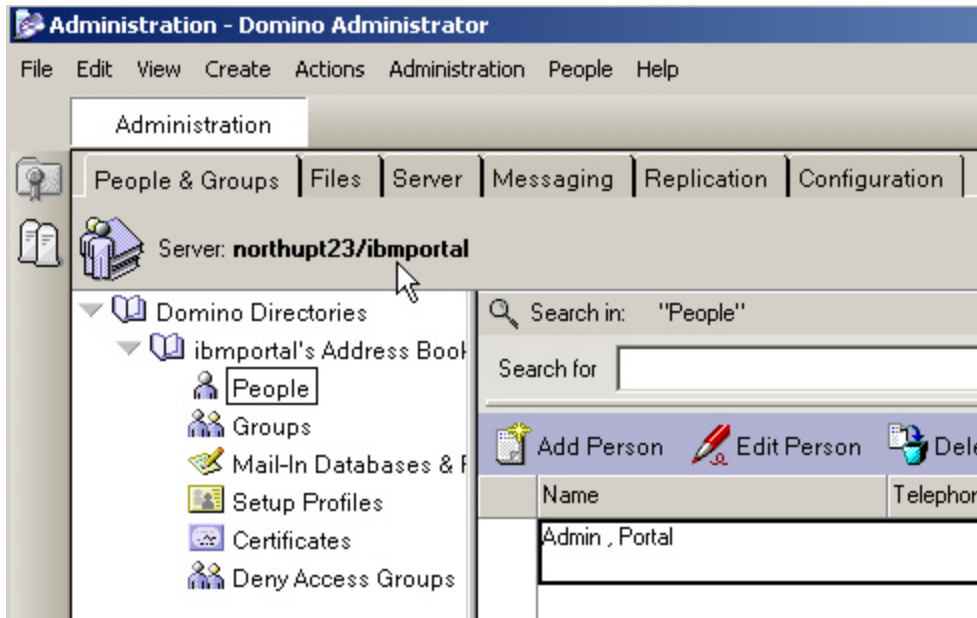 Administration - Domino Administrator
File Edit View Create Actions Administration People Help
Administration
People & Groups Files Server Messaging Replication Configuration
Server: northupt23/ibmportal
Domino Directories
ibmportal's Address Book
People
Groups
Mail-In Databases &
Setup Profiles
Certificates
Deny Access Groups
Search in: "People"
Search for
Add Person Edit Person
Name
Admin , Portal